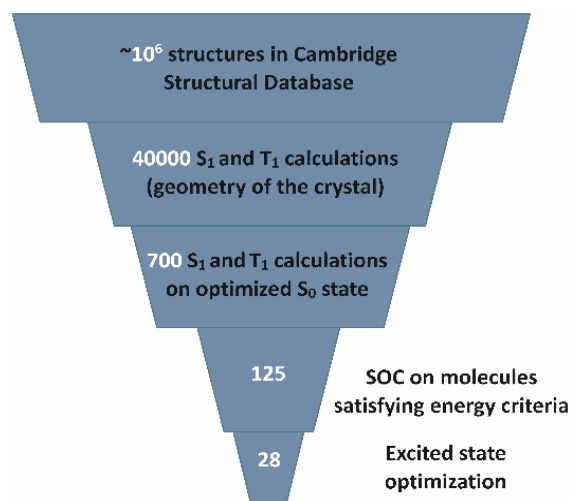 ~10⁶ structures in Cambridge
Structural Database
40000 S₁ and T₁ calculations
(geometry of the crystal)
700 S₁ and T₁ calculations
on optimized S₀ state
125
SOC on molecules
satisfying energy criteria
28
Excited state
optimization